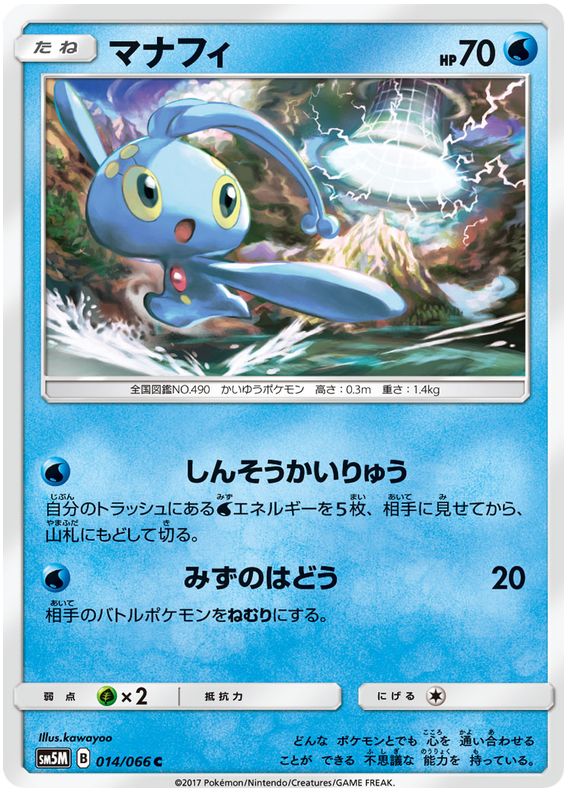 たね マナフィ HP70
全国図鑑NO.490 かいゆうポケモン 高さ:0.3m 重さ:1.4kg
しんそうかいりゅう
自分のトラッシュにあるエネルギーを5枚、相手に見せてから、
山札にもどして切る。
みずのはどう 20
相手のバトルポケモンをねむりにする。
弱点 ×2 抵抗力 にげる
Illus.kawayoo
SM5M B 014/066 C
どんな ポケモンとでも 心を 通い合わせる
ことが できる 不思議な 能力を 持っている。
©2017 Pokémon/Nintendo/Creatures/GAME FREAK.